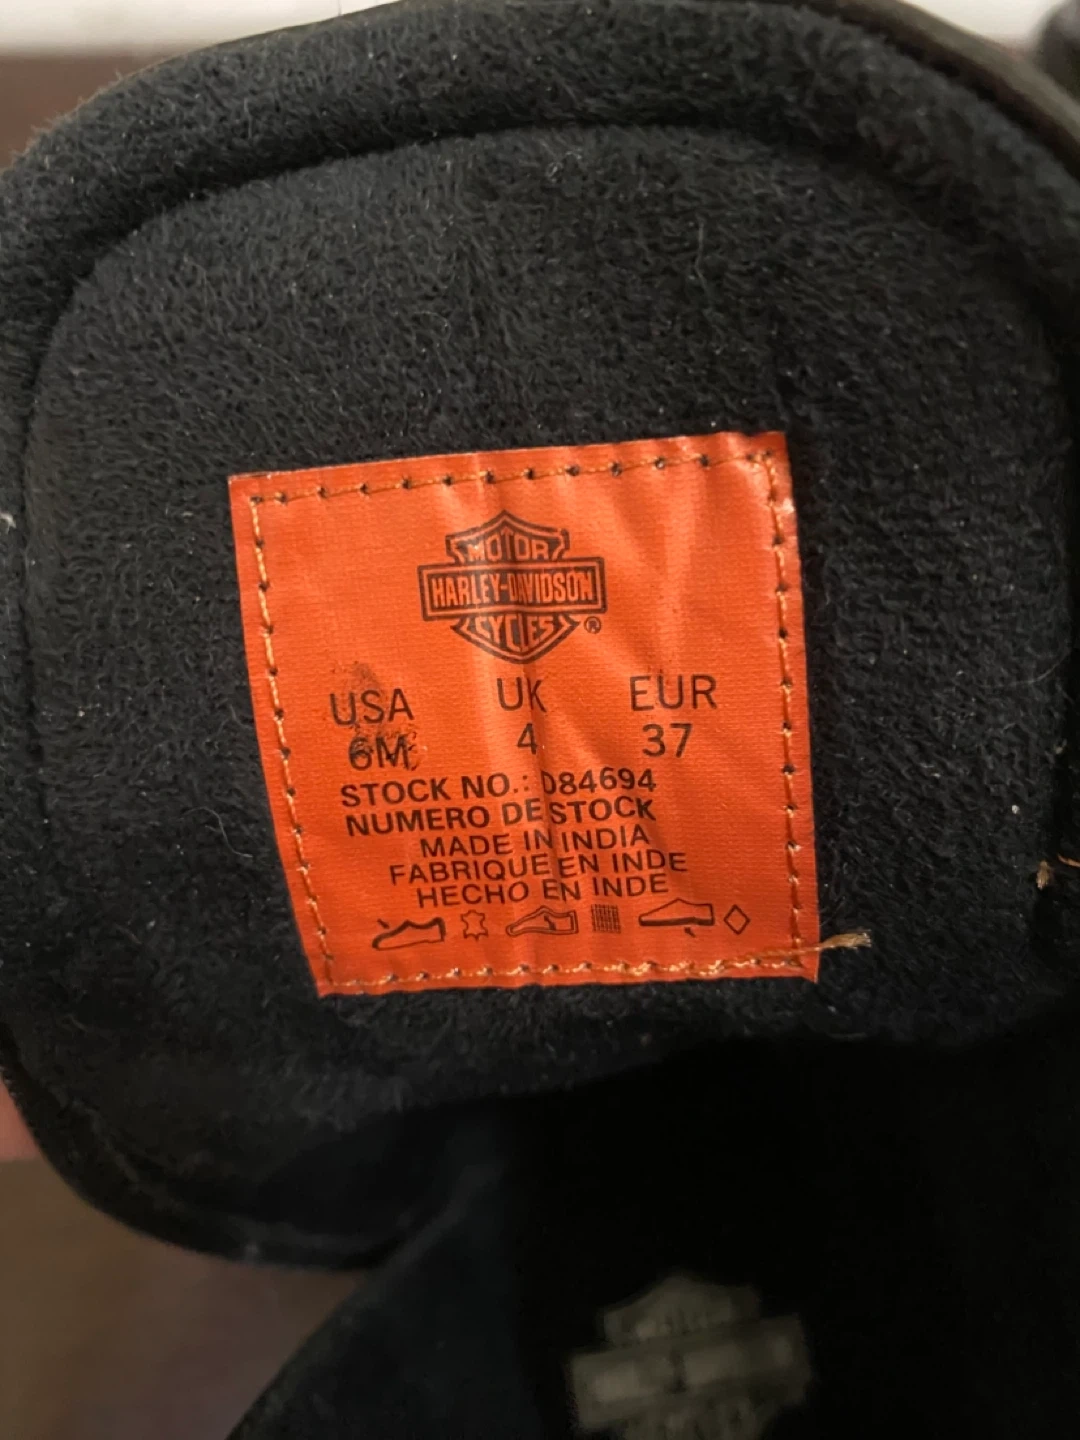 MOTOR
HARLEY-DAVIDSON
CYCLES ®
USA UK EUR
6M 4 37
STOCK NO.: D84694
NUMERO DE STOCK
MADE IN INDIA
FABRIQUE EN INDE
HECHO EN INDE